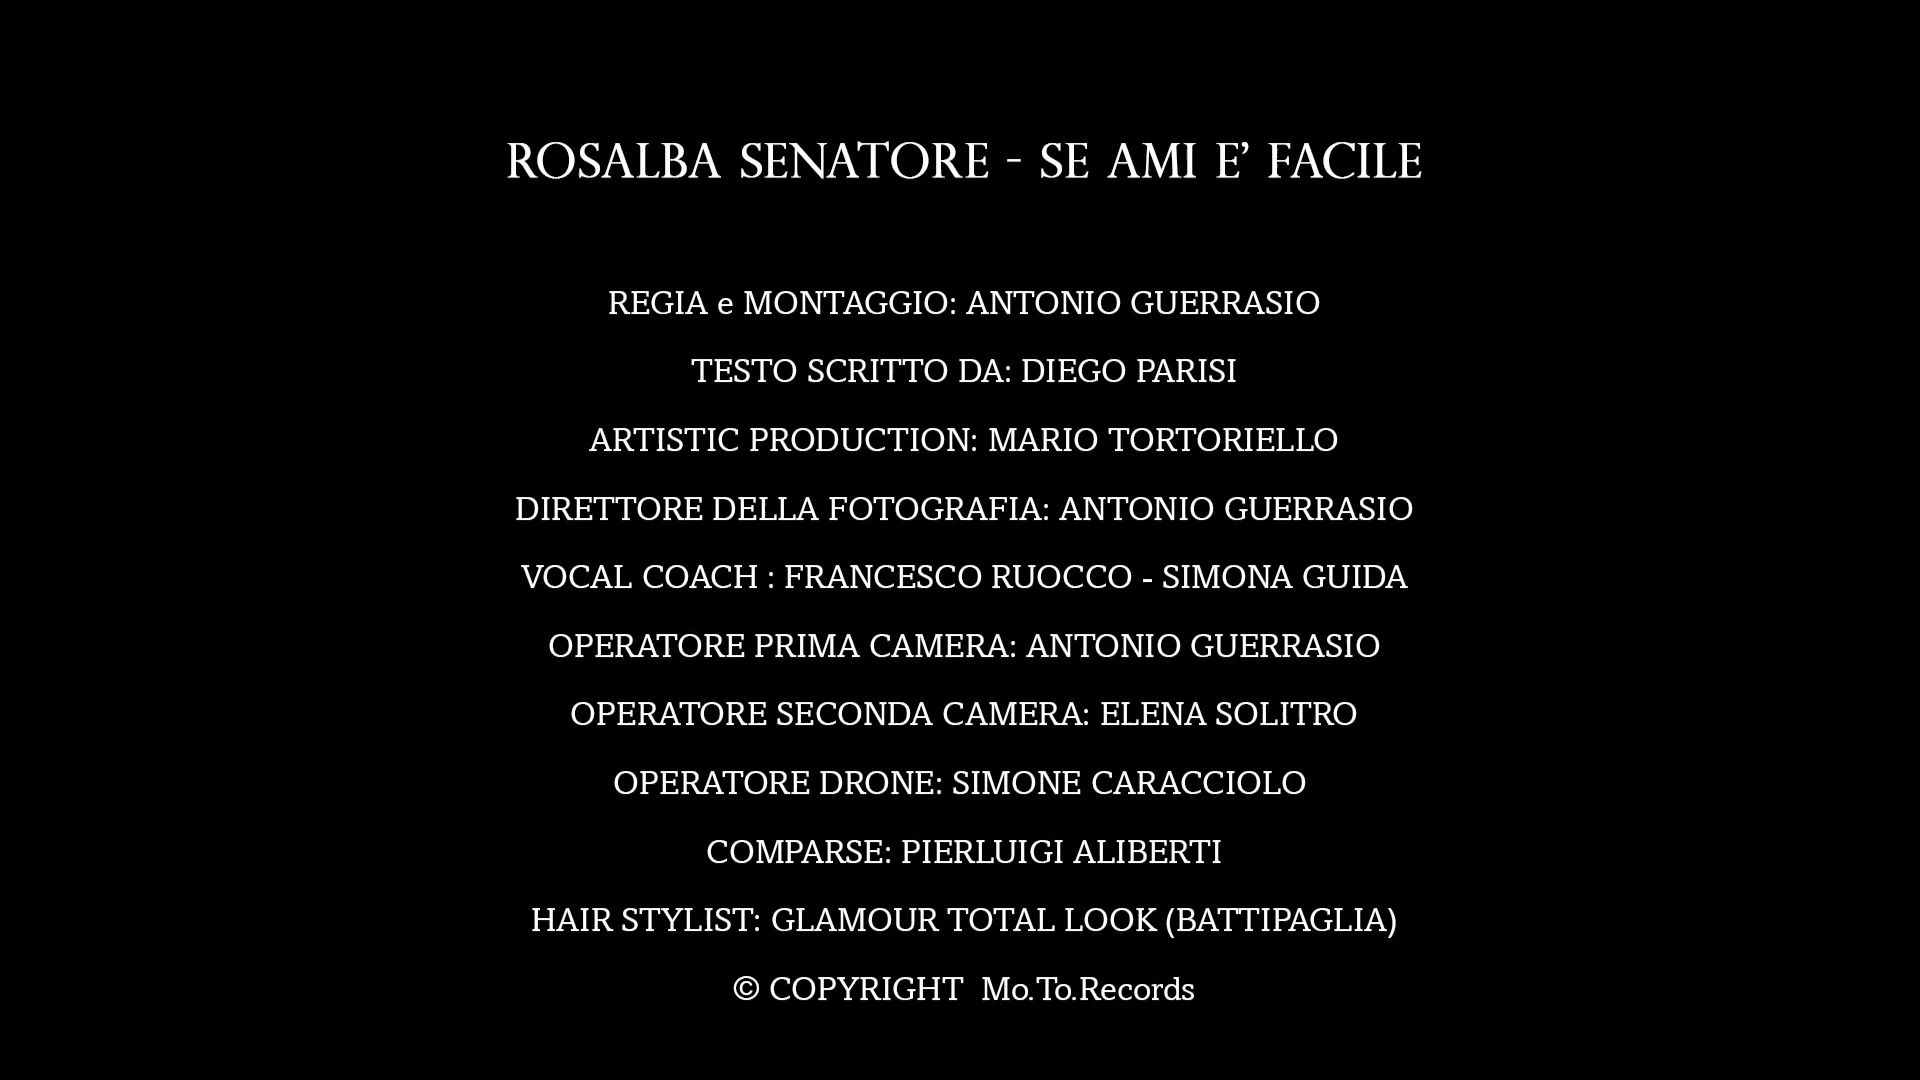 ROSALBA SENATORE - SE AMI E’ FACILE
REGIA e MONTAGGIO: ANTONIO GUERRASIO
TESTO SCRITTO DA: DIEGO PARISI
ARTISTIC PRODUCTION: MARIO TORTORIELLO
DIRETTORE DELLA FOTOGRAFIA: ANTONIO GUERRASIO
VOCAL COACH : FRANCESCO RUOCCO - SIMONA GUIDA
OPERATORE PRIMA CAMERA: ANTONIO GUERRASIO
OPERATORE SECONDA CAMERA: ELENA SOLITRO
OPERATORE DRONE: SIMONE CARACCIOLO
COMPARSE: PIERLUIGI ALIBERTI
HAIR STYLIST: GLAMOUR TOTAL LOOK (BATTIPAGLIA)
© COPYRIGHT  Mo.To.Records